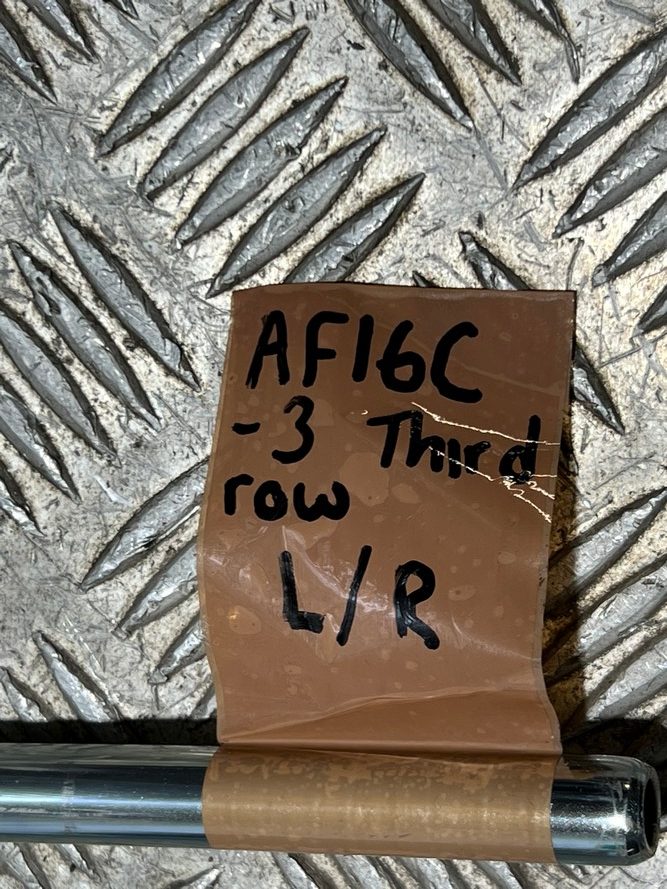 AF16C
-3 Third
row
L/R